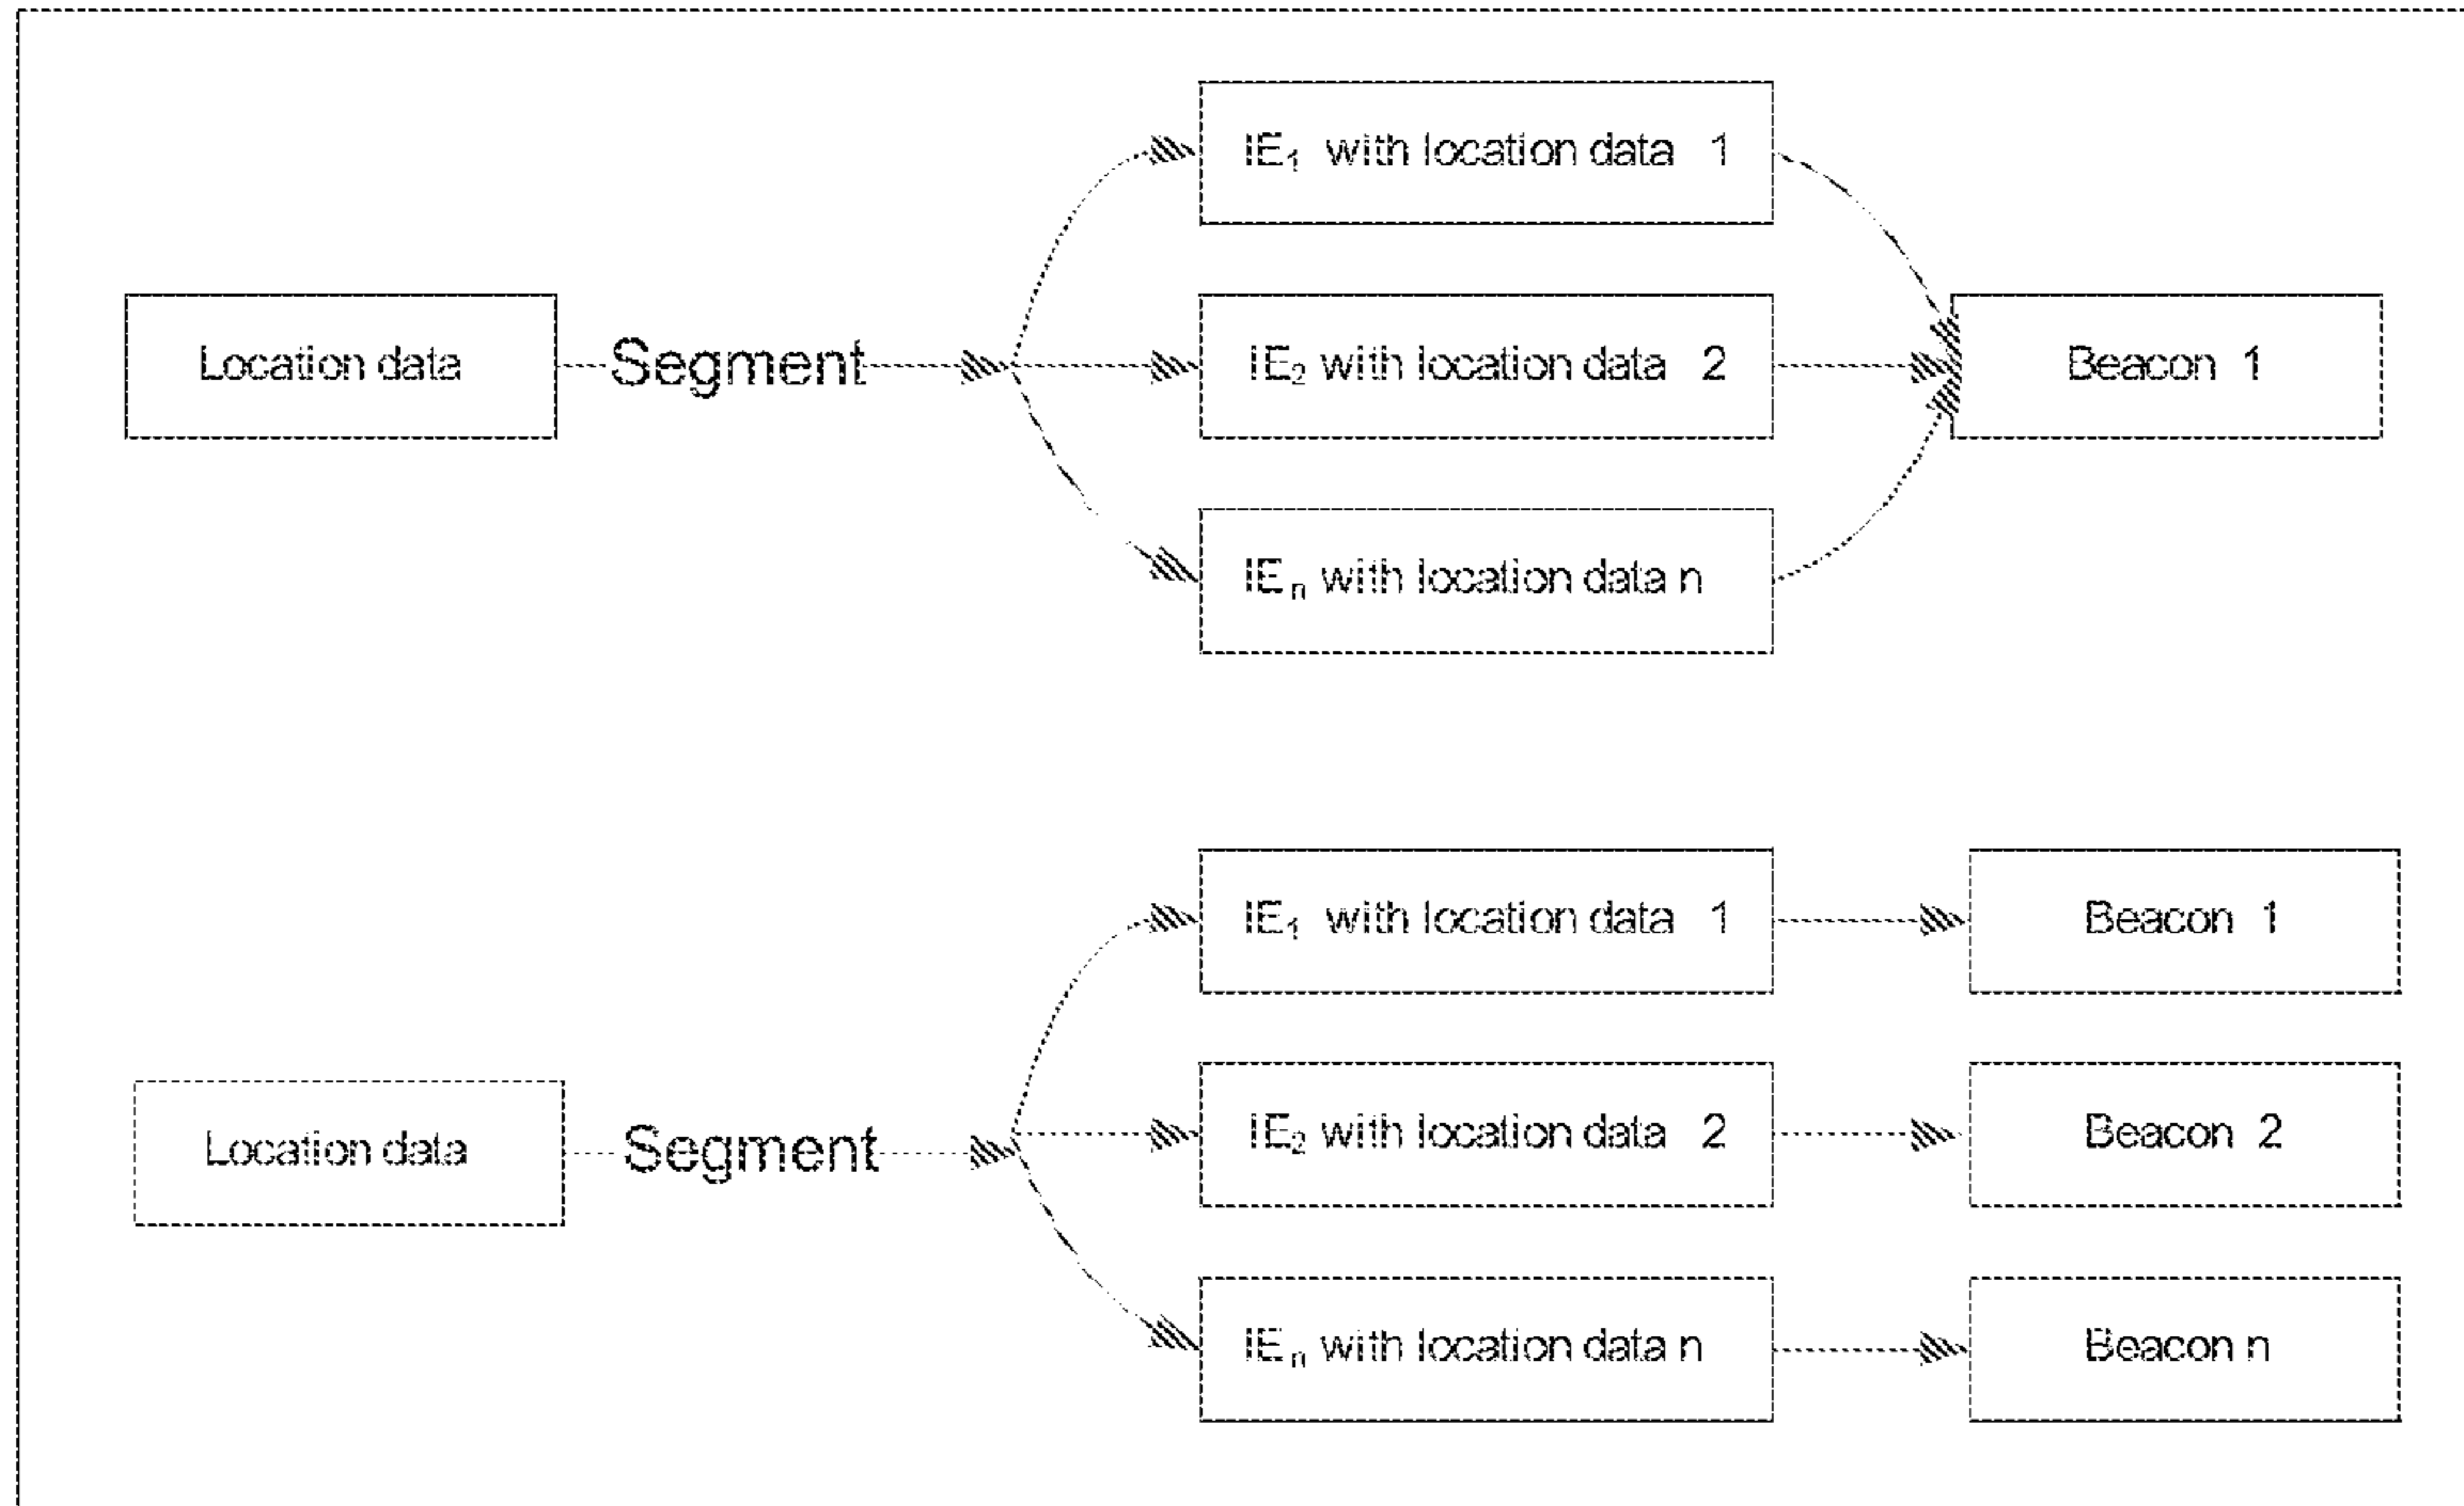 IE₁ with location data 1
Location data Segment IE₂ with location data 2 Beacon 1
IEₙ with location data n
IE₁ with location data 1 Beacon 1
IE₂ with location data 2 Beacon 2
Location data Segment
IEₙ with location data n Beacon n